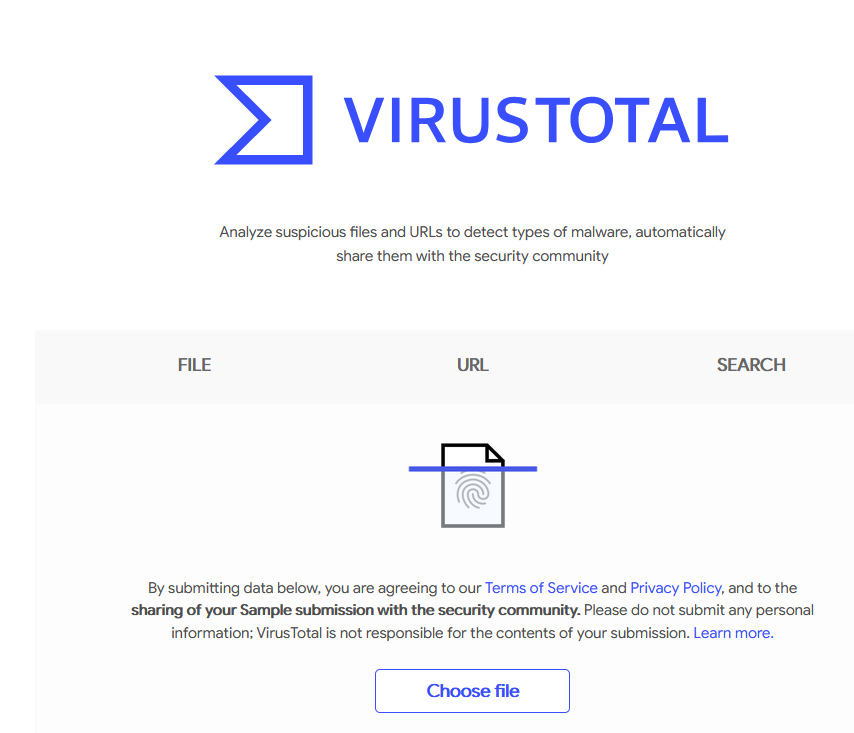 VIRUSTOTAL
Analyze suspicious files and URLs to detect types of malware, automatically
share them with the security community
FILE
URL
SEARCH
By submitting data below, you are agreeing to our Terms of Service and Privacy Policy, and to the
sharing of your Sample submission with the security community. Please do not submit any personal
information; VirusTotal is not responsible for the contents of your submission. Learn more.
Choose file